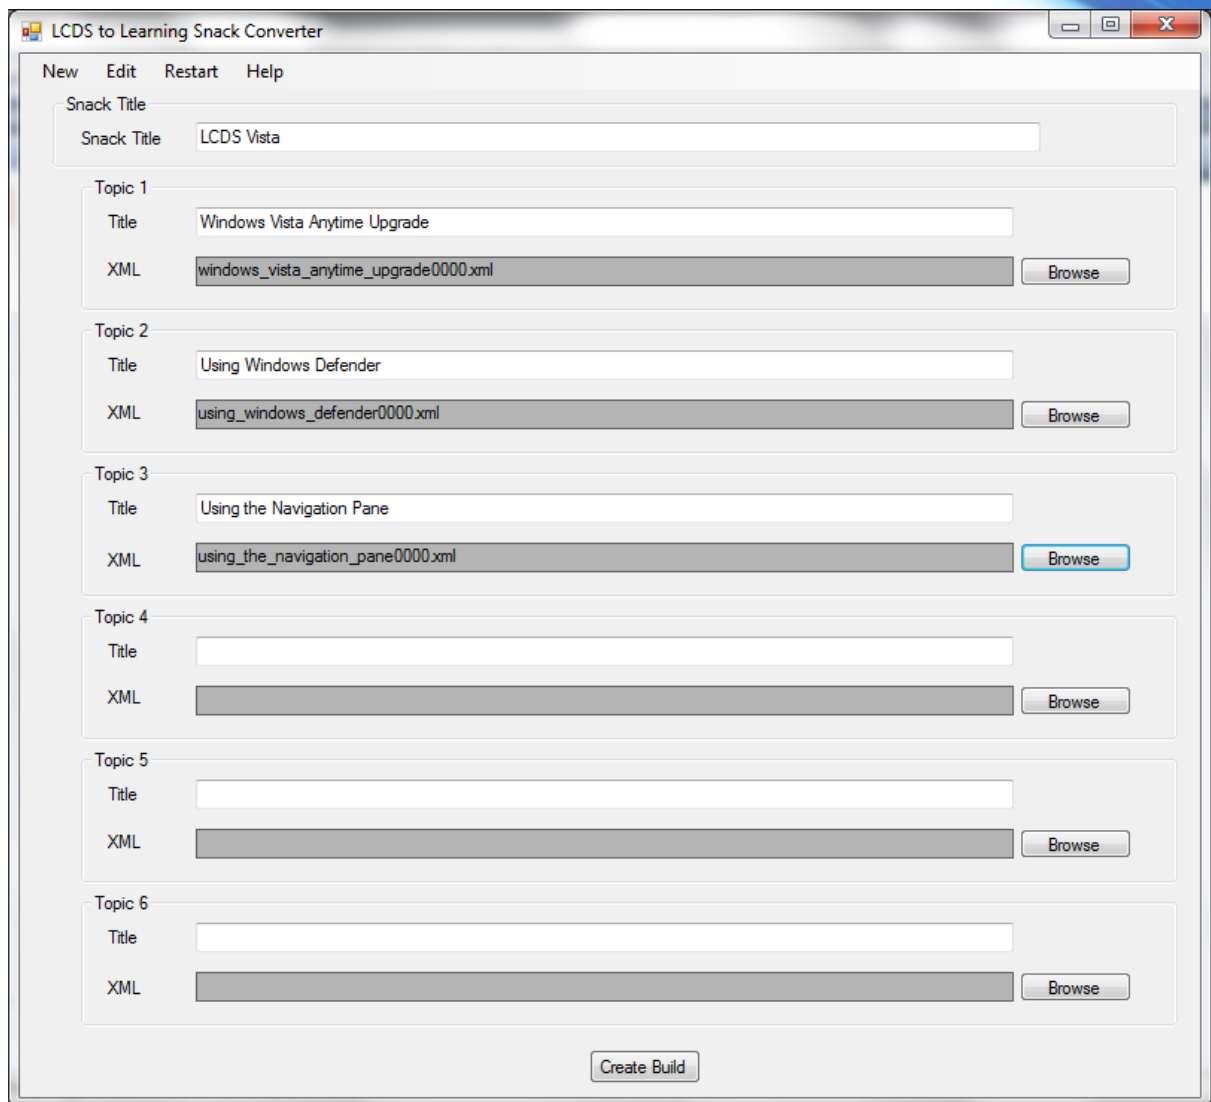 LCDS to Learning Snack Converter
New Edit Restart Help
Snack Title
Snack Title LCDS Vista
Topic 1
Title Windows Vista Anytime Upgrade
XML windows_vista_anytime_upgrade0000.xml Browse
Topic 2
Title Using Windows Defender
XML using_windows_defender0000.xml Browse
Topic 3
Title Using the Navigation Pane
XML using_the_navigation_pane0000.xml Browse
Topic 4
Title
XML Browse
Topic 5
Title
XML Browse
Topic 6
Title
XML Browse
Create Build